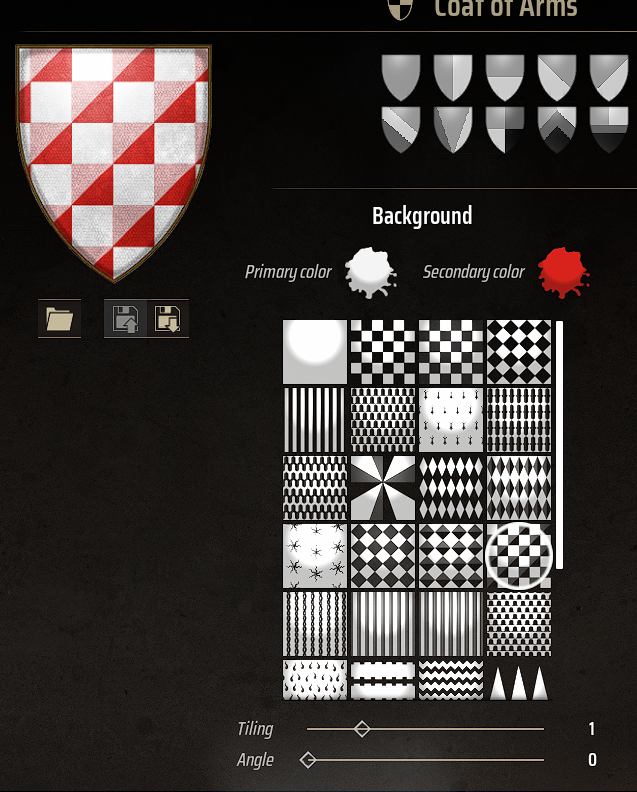 Coat of Arms
Background
Primary color
Secondary color
Tiling 1
Angle 0